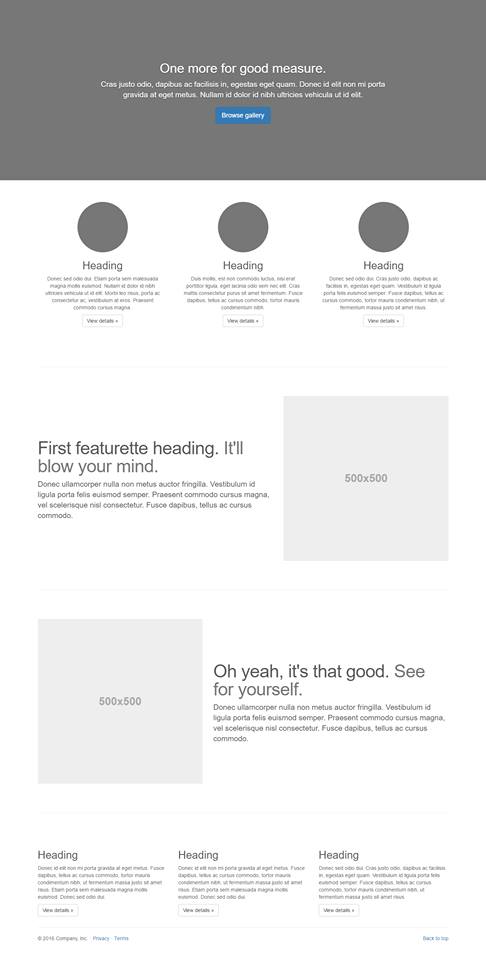 One more for good measure.
Cras justo odio, dapibus ac facilisis in, egestas eget quam. Donec id elit non mi porta
gravida at eget metus. Nullam id dolor id nibh ultricies vehicula ut id elit.
Browse gallery
Heading
Donec sed odio dui. Etiam porta sem malesuada
magna mollis euismod. Nullam id dolor id nibh
ultricies vehicula ut id elit. Morbi leo risus, porta ac
consectetur ac, vestibulum at eros. Praesent
commodo cursus magna.
View details »
Heading
Duis mollis, est non commodo luctus, nisi erat
porttitor ligula, eget lacinia odio sem nec elit. Cras
mattis consectetur purus sit amet fermentum. Fusce
dapibus, tellus ac cursus commodo, tortor mauris
condimentum nibh.
View details »
Heading
Donec sed odio dui. Cras justo odio, dapibus ac
facilisis in, egestas eget quam. Vestibulum id ligula
porta felis euismod semper. Fusce dapibus, tellus ac
cursus commodo, tortor mauris condimentum nibh, ut
fermentum massa justo sit amet risus.
View details »
First featurette heading. It'll
blow your mind.
Donec ullamcorper nulla non metus auctor fringilla. Vestibulum id
ligula porta felis euismod semper. Praesent commodo cursus magna,
vel scelerisque nisl consectetur. Fusce dapibus, tellus ac cursus
commodo.
500x500
500x500
Oh yeah, it's that good. See
for yourself.
Donec ullamcorper nulla non metus auctor fringilla. Vestibulum id
ligula porta felis euismod semper. Praesent commodo cursus magna,
vel scelerisque nisl consectetur. Fusce dapibus, tellus ac cursus
commodo.
Heading
Donec id elit non mi porta gravida at eget metus. Fusce
dapibus, tellus ac cursus commodo, tortor mauris
condimentum nibh, ut fermentum massa justo sit amet
risus. Etiam porta sem malesuada magna mollis
euismod. Donec sed odio dui.
View details »
Heading
Donec id elit non mi porta gravida at eget metus. Fusce
dapibus, tellus ac cursus commodo, tortor mauris
condimentum nibh, ut fermentum massa justo sit amet
risus. Etiam porta sem malesuada magna mollis
euismod. Donec sed odio dui.
View details »
Heading
Donec sed odio dui. Cras justo odio, dapibus ac facilisis
in, egestas eget quam. Vestibulum id ligula porta felis
euismod semper. Fusce dapibus, tellus ac cursus
commodo, tortor mauris condimentum nibh, ut
fermentum massa justo sit amet risus.
View details »
© 2016 Company, Inc. · Privacy · Terms
Back to top